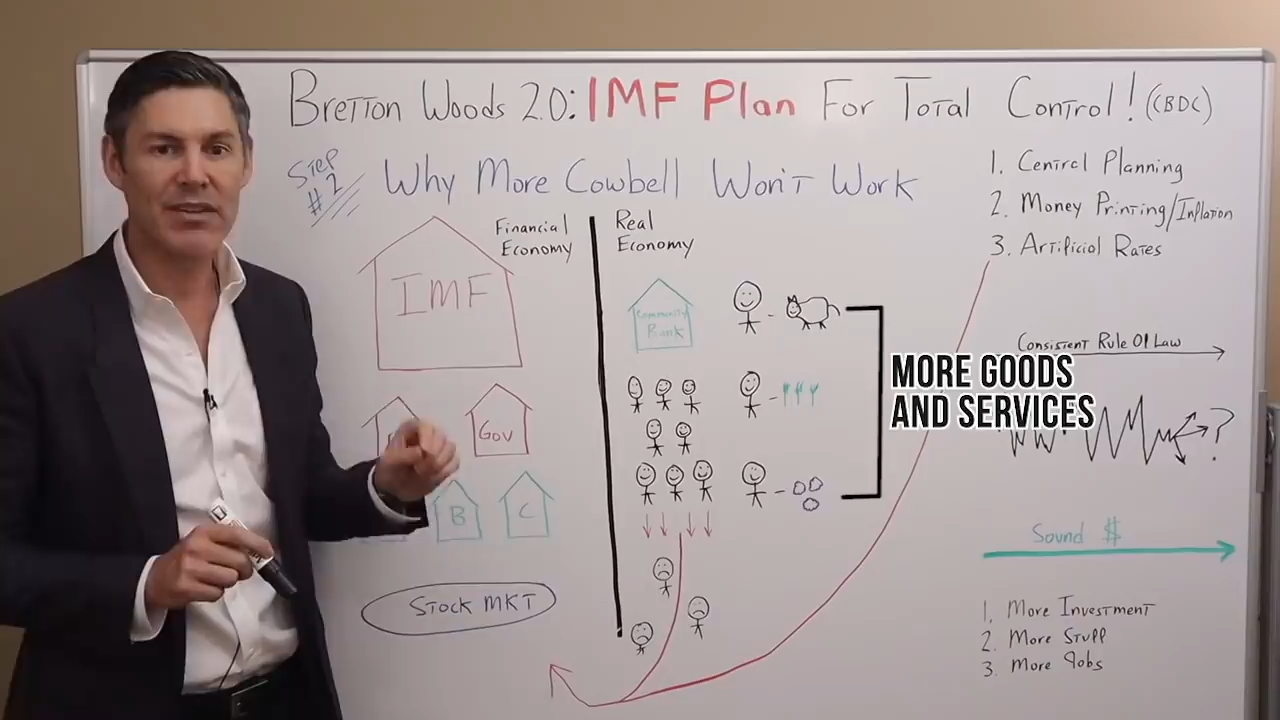 Bretton Woods 2.0: IMF Plan For Total Control! (CBDC)
Step #2
Why More Cowbell Won't Work
Financial Economy
Real Economy
IMF
Gov
B
C
Stock MKT
Community Bank
MORE GOODS
AND SERVICES
1. Central Planning
2. Money Printing/Inflation
3. Artificial Rates
Consistent Rule Of Law
?
Sound $
1. More Investment
2. More Stuff
3. More Jobs